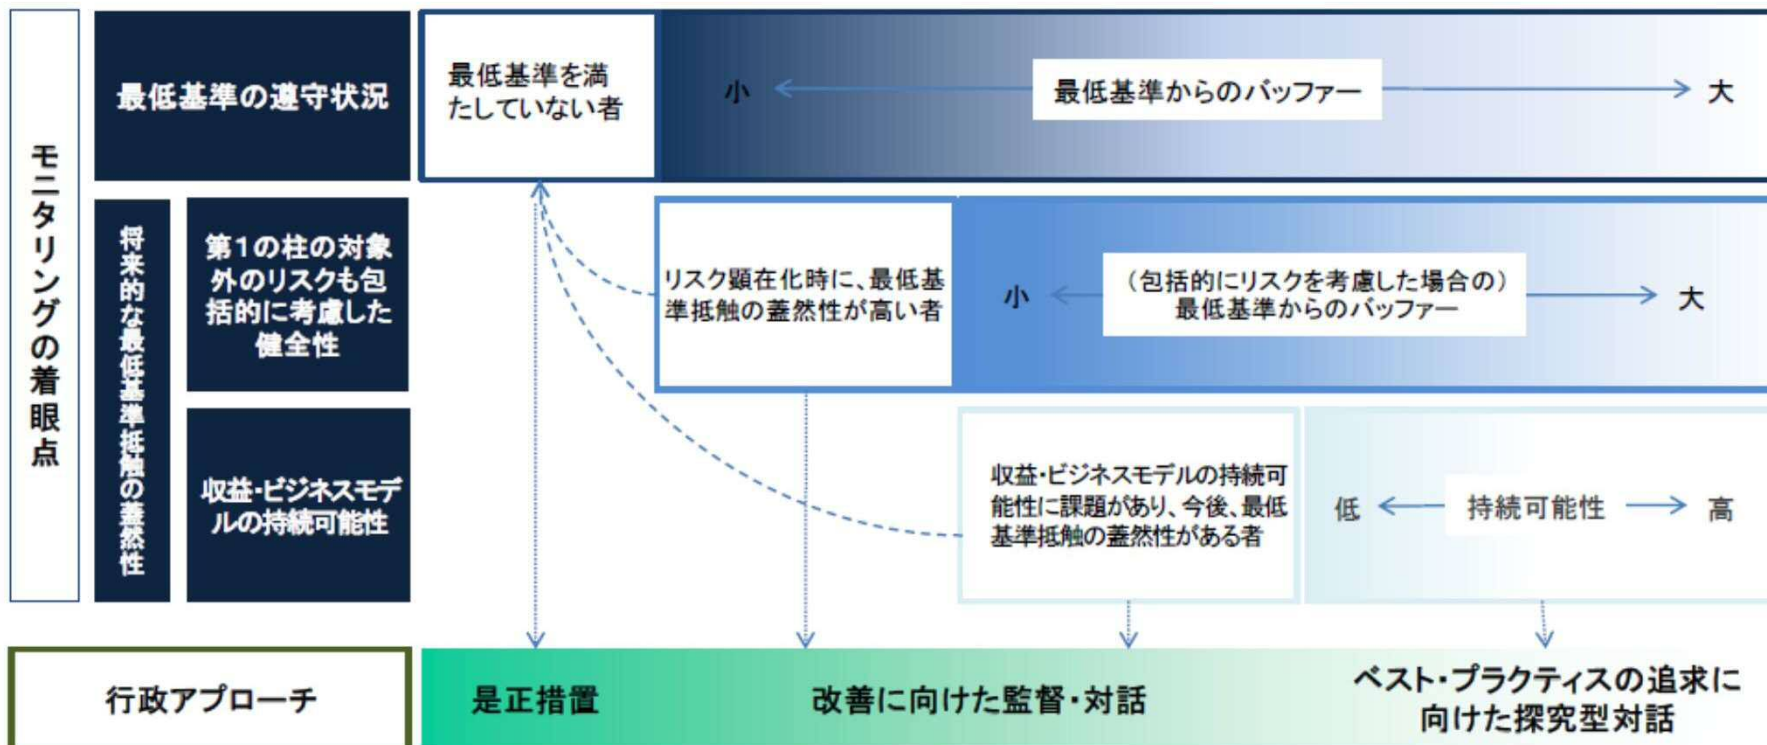 モニタリングの着眼点
最低基準の遵守状況
最低基準を満
たしていない者
小
最低基準からのバッファー
大
将来的な最低基準抵触の蓋然性
第1の柱の対象
外のリスクも包
括的に考慮した
健全性
リスク顕在化時に、最低基
準抵触の蓋然性が高い者
小
(包括的にリスクを考慮した場合の)
最低基準からのバッファー
大
収益・ビジネスモデ
ルの持続可能性
収益・ビジネスモデルの持続可
能性に課題があり、今後、最低
基準抵触の蓋然性がある者
低
持続可能性
高
行政アプローチ
是正措置
改善に向けた監督・対話
ベスト・プラクティスの追求に
向けた探究型対話